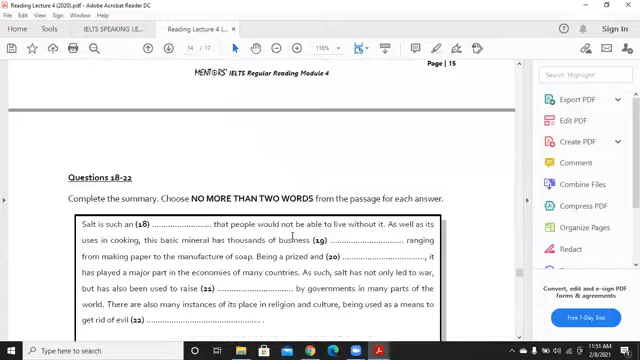 Reading Lecture 4 (2020).pdf - Adobe Acrobat Reader DC
File Edit View Sign Window Help
Home Tools IELTS SPEAKING LE... Reading Lecture 4 (... × Sign In
14 / 17 116%
MENTORS' IELTS Regular Reading Module 4
Page | 15
Questions 18-22
Complete the summary. Choose NO MORE THAN TWO WORDS from the passage for each answer.
Salt is such an (18) ........................ that people would not be able to live without it. As well as its
uses in cooking, this basic mineral has thousands of business (19) ........................ ranging
from making paper to the manufacture of soap. Being a prized and (20) ........................, it
has played a major part in the economies of many countries. As such, salt has not only led to war,
but has also been used to raise (21) ........................ by governments in many parts of the
world. There are also many instances of its place in religion and culture, being used as a means to
get rid of evil (22) ........................ .
Search 'Highlight'
Export PDF
Edit PDF
Create PDF
Comment
Combine Files
Compress PDF
Organize Pages
Redact
Convert, edit and e-sign PDF
forms & agreements
Free 7-Day Trial
Type here to search
11:51 AM
2/8/2021